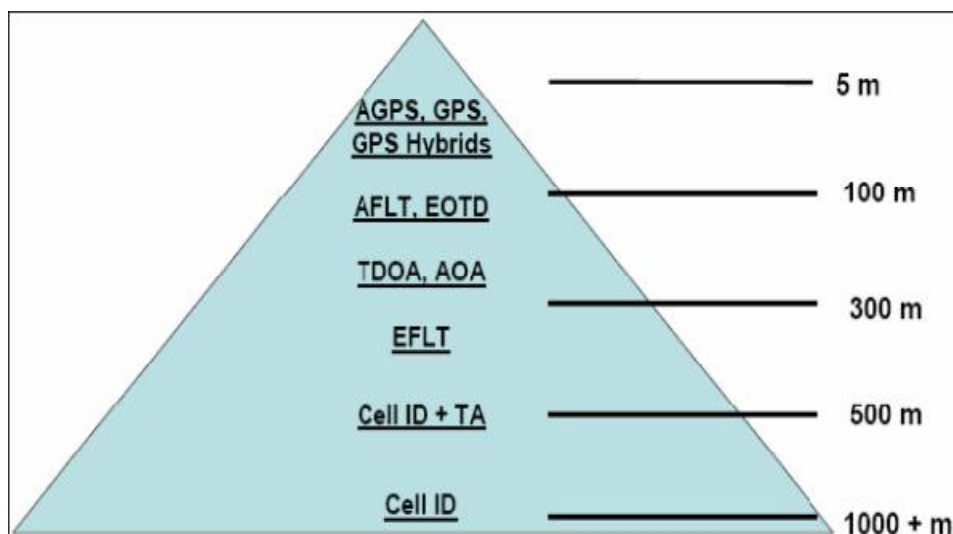 5 m
AGPS, GPS,
GPS Hybrids
100 m
AFLT, EOTD
TDOA, AOA
300 m
EFLT
Cell ID + TA
500 m
Cell ID
1000 + m